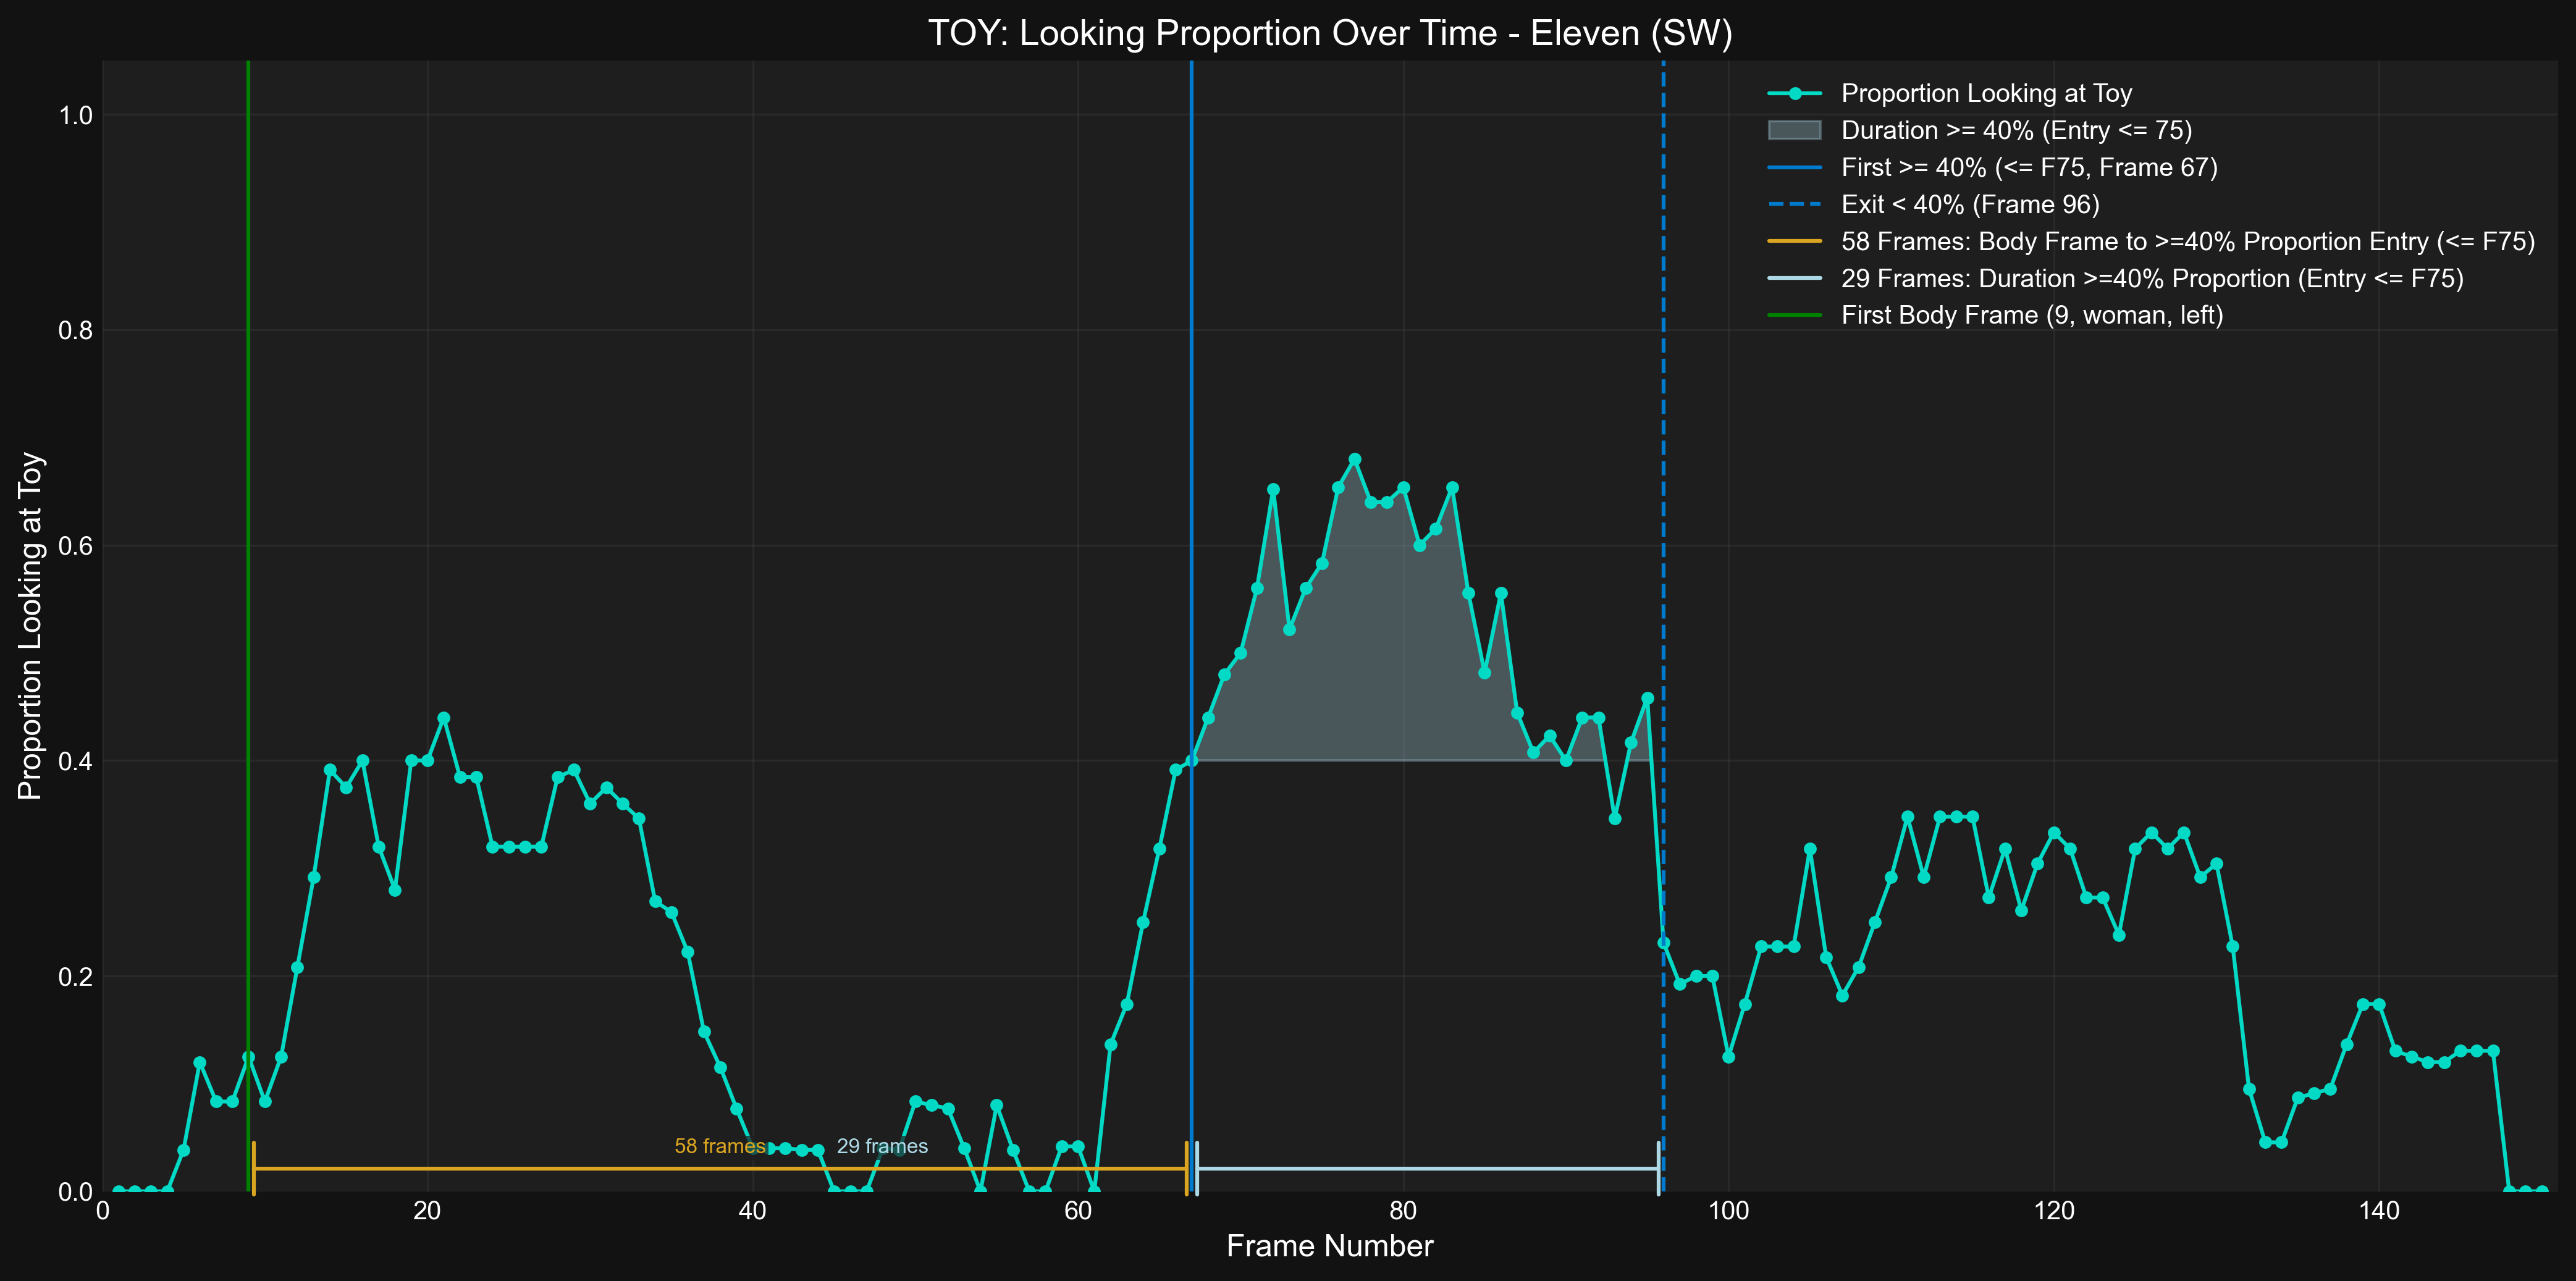 TOY: Looking Proportion Over Time - Eleven (SW)
Proportion Looking at Toy
Duration >= 40% (Entry <= 75)
First >= 40% (<= F75, Frame 67)
Exit < 40% (Frame 96)
58 Frames: Body Frame to >=40% Proportion Entry (<= F75)
29 Frames: Duration >=40% Proportion (Entry <= F75)
First Body Frame (9, woman, left)
Proportion Looking at Toy
1.0
0.8
0.6
0.4
0.2
0.0
58 frames
29 frames
0 20 40 60 80 100 120 140
Frame Number